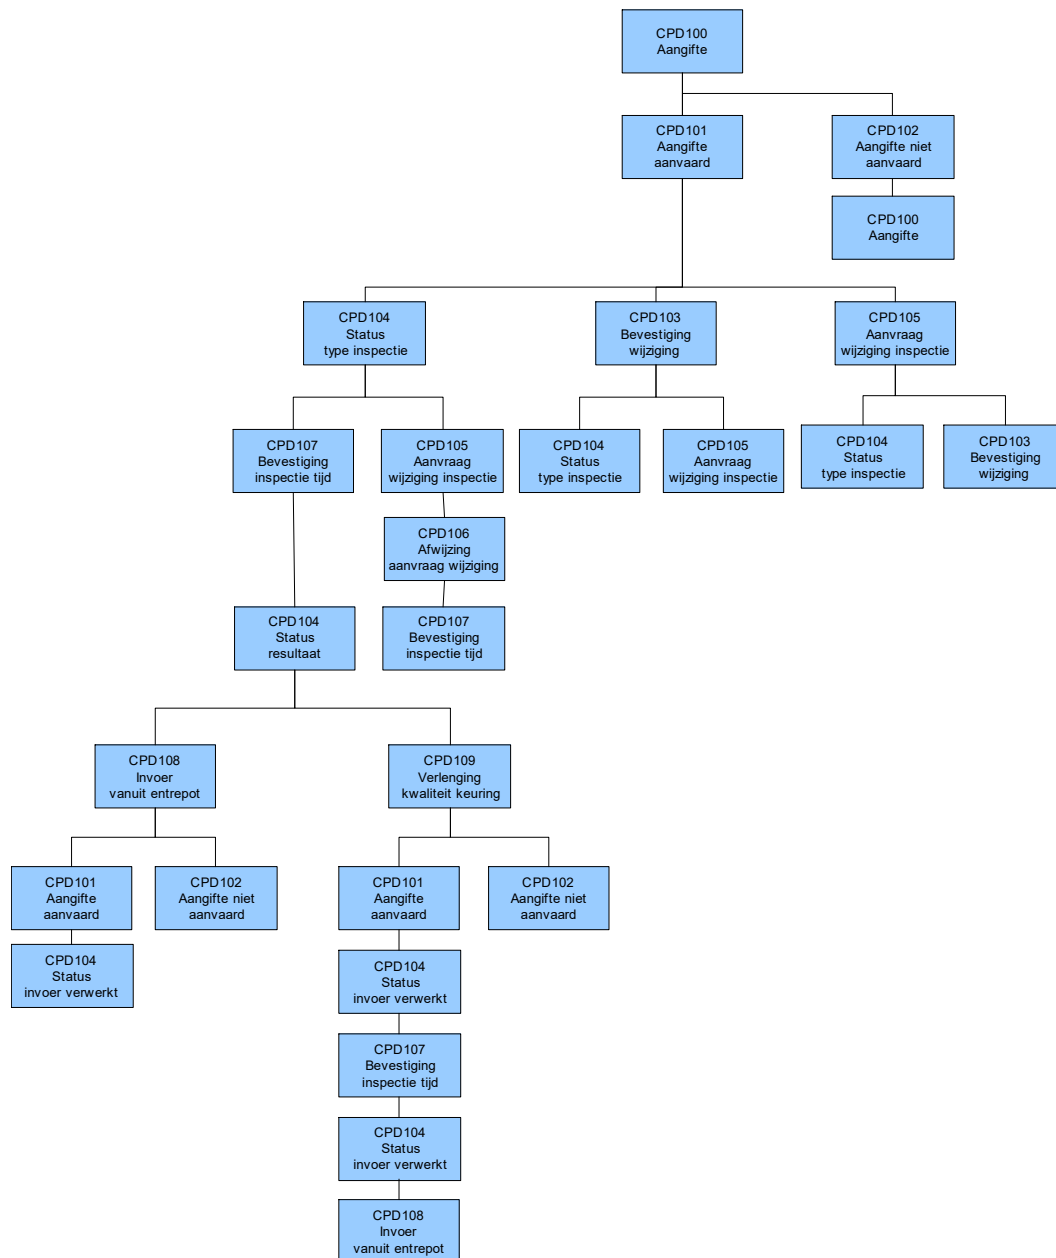 CPD100
Aangifte
CPD101
Aangifte
aanvaard
CPD102
Aangifte niet
aanvaard
CPD100
Aangifte
CPD104
Status
type inspectie
CPD103
Bevestiging
wijziging
CPD105
Aanvraag
wijziging inspectie
CPD107
Bevestiging
inspectie tijd
CPD105
Aanvraag
wijziging inspectie
CPD104
Status
type inspectie
CPD105
Aanvraag
wijziging inspectie
CPD104
Status
type inspectie
CPD103
Bevestiging
wijziging
CPD106
Afwijzing
aanvraag wijziging
CPD104
Status
resultaat
CPD107
Bevestiging
inspectie tijd
CPD108
Invoer
vanuit entrepot
CPD109
Verlenging
kwaliteit keuring
CPD101
Aangifte
aanvaard
CPD102
Aangifte niet
aanvaard
CPD101
Aangifte
aanvaard
CPD102
Aangifte niet
aanvaard
CPD104
Status
invoer verwerkt
CPD104
Status
invoer verwerkt
CPD107
Bevestiging
inspectie tijd
CPD104
Status
invoer verwerkt
CPD108
Invoer
vanuit entrepot